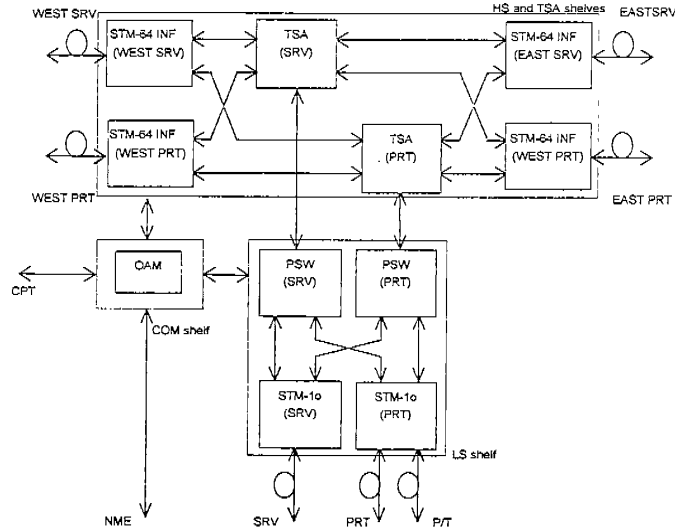 HS and TSA shelves
WEST SRV
EASTSRV
STM-64 INF
(WEST SRV)
TSA
(SRV)
STM-64 INF
(EAST SRV)
STM-64 INF
(WEST PRT)
TSA
(PRT)
STM-64 INF
(WEST PRT)
WEST PRT
EAST PRT
OAM
PSW
(SRV)
PSW
(PRT)
CPT
COM shelf
STM-1o
(SRV)
STM-1o
(PRT)
LS shelf
NME
SRV
PRT
P/T